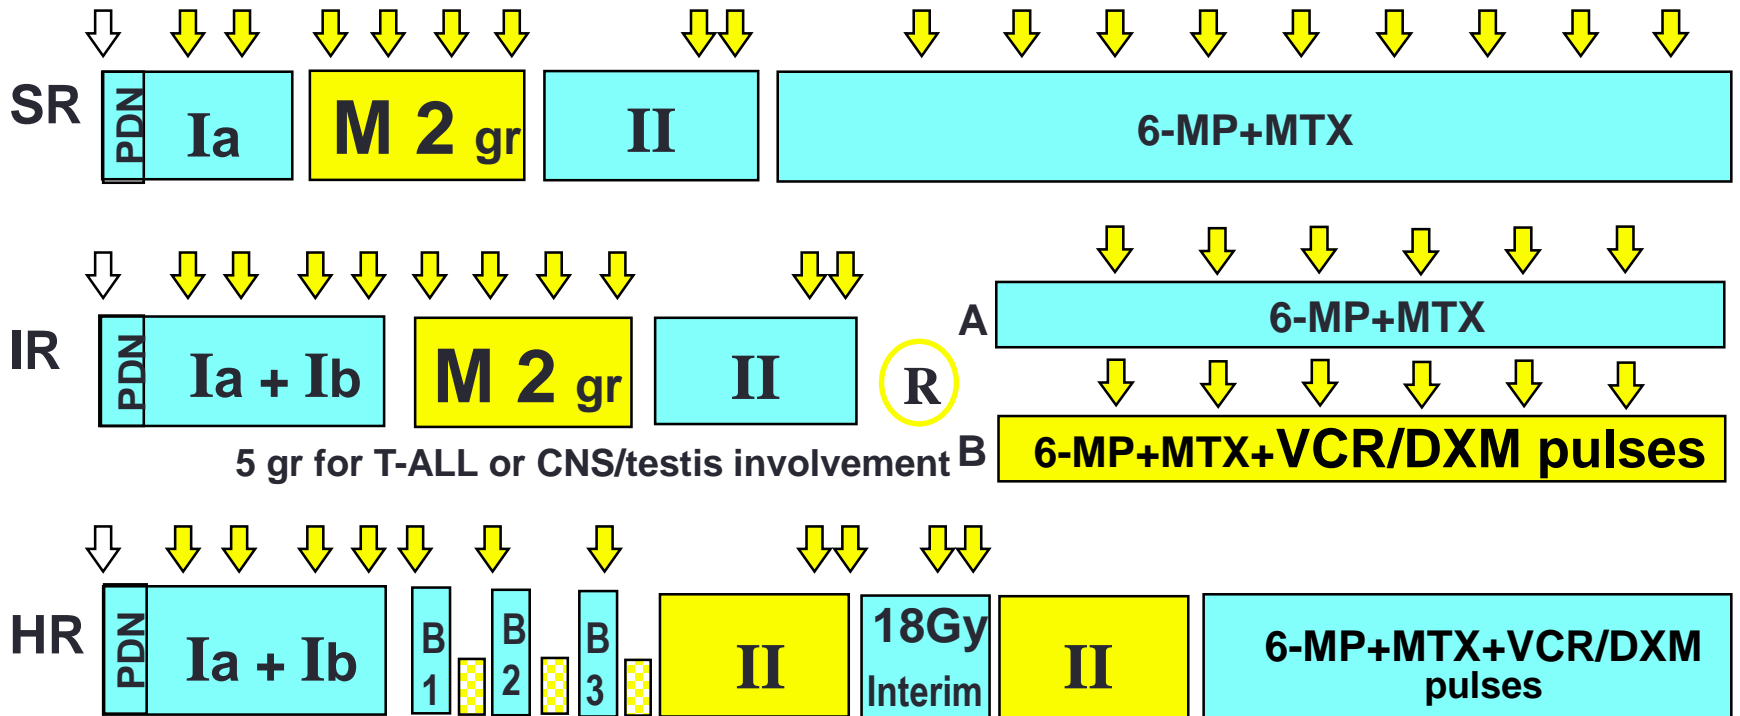 SR
PDN
Ia
M 2 gr
II
6-MP+MTX
IR
PDN
Ia + Ib
M 2 gr
II
R
A
6-MP+MTX
5 gr for T-ALL or CNS/testis involvement
B
6-MP+MTX+VCR/DXM pulses
HR
PDN
Ia + Ib
B
1
B
2
B
3
II
18Gy
Interim
II
6-MP+MTX+VCR/DXM
pulses